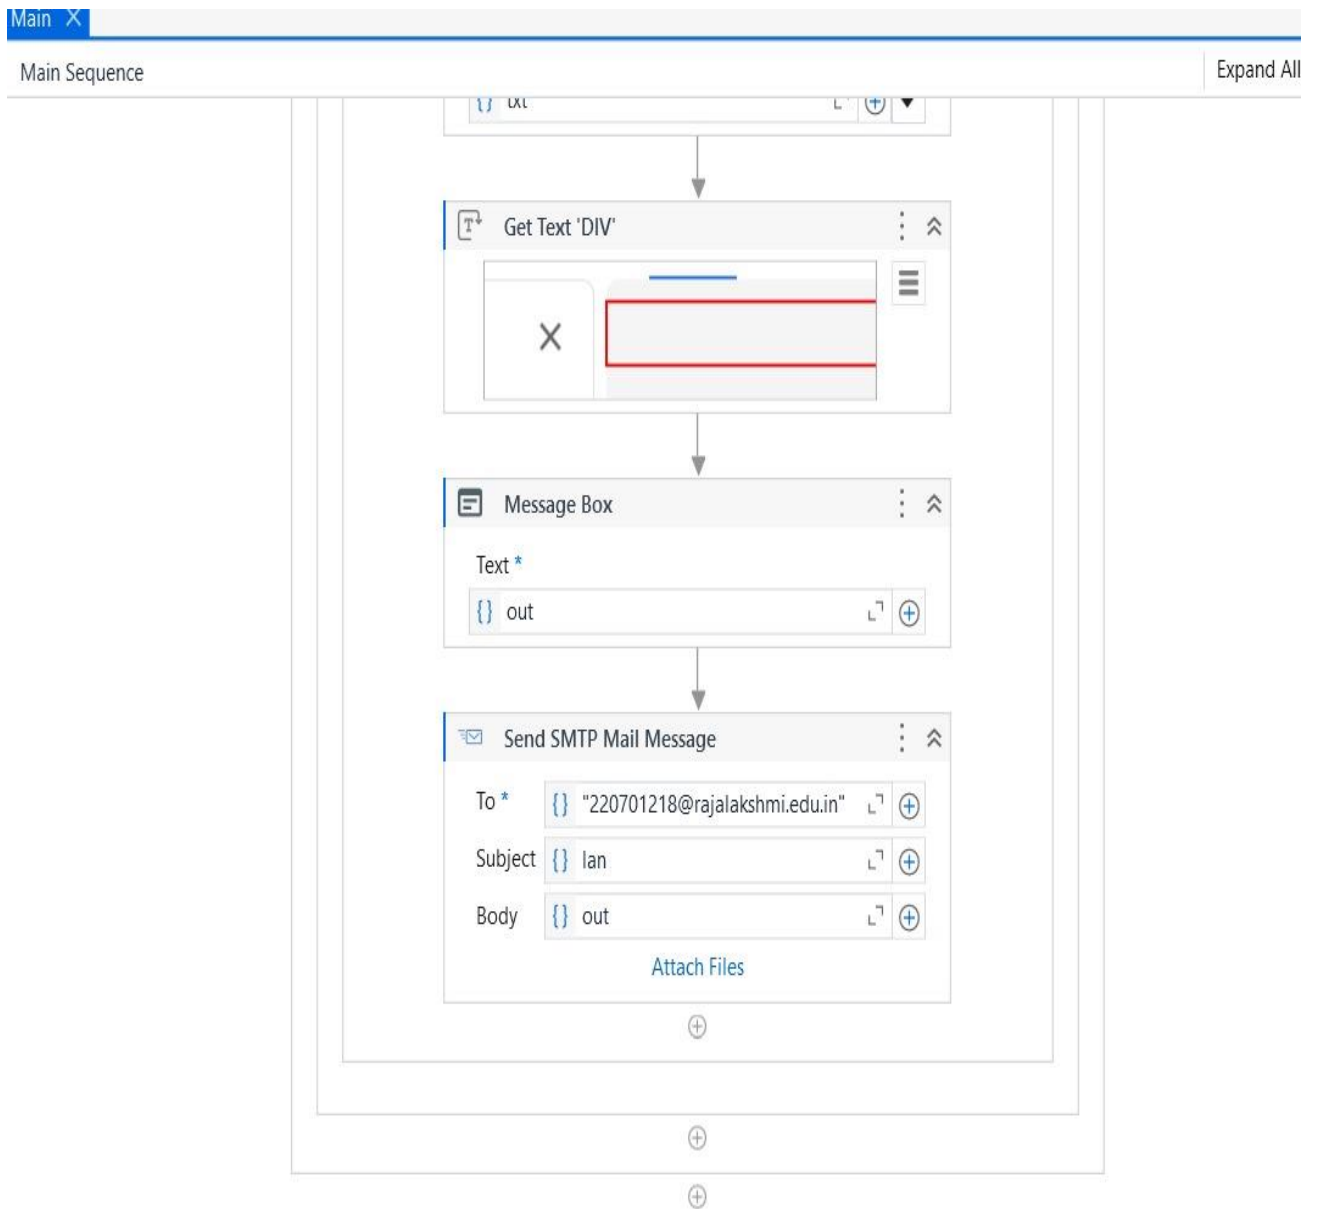 Main
Main Sequence
Expand All
{} txt
Get Text 'DIV'
Message Box
Text *
{} out
Send SMTP Mail Message
To * {} "220701218@rajalakshmi.edu.in"
Subject {} lan
Body {} out
Attach Files